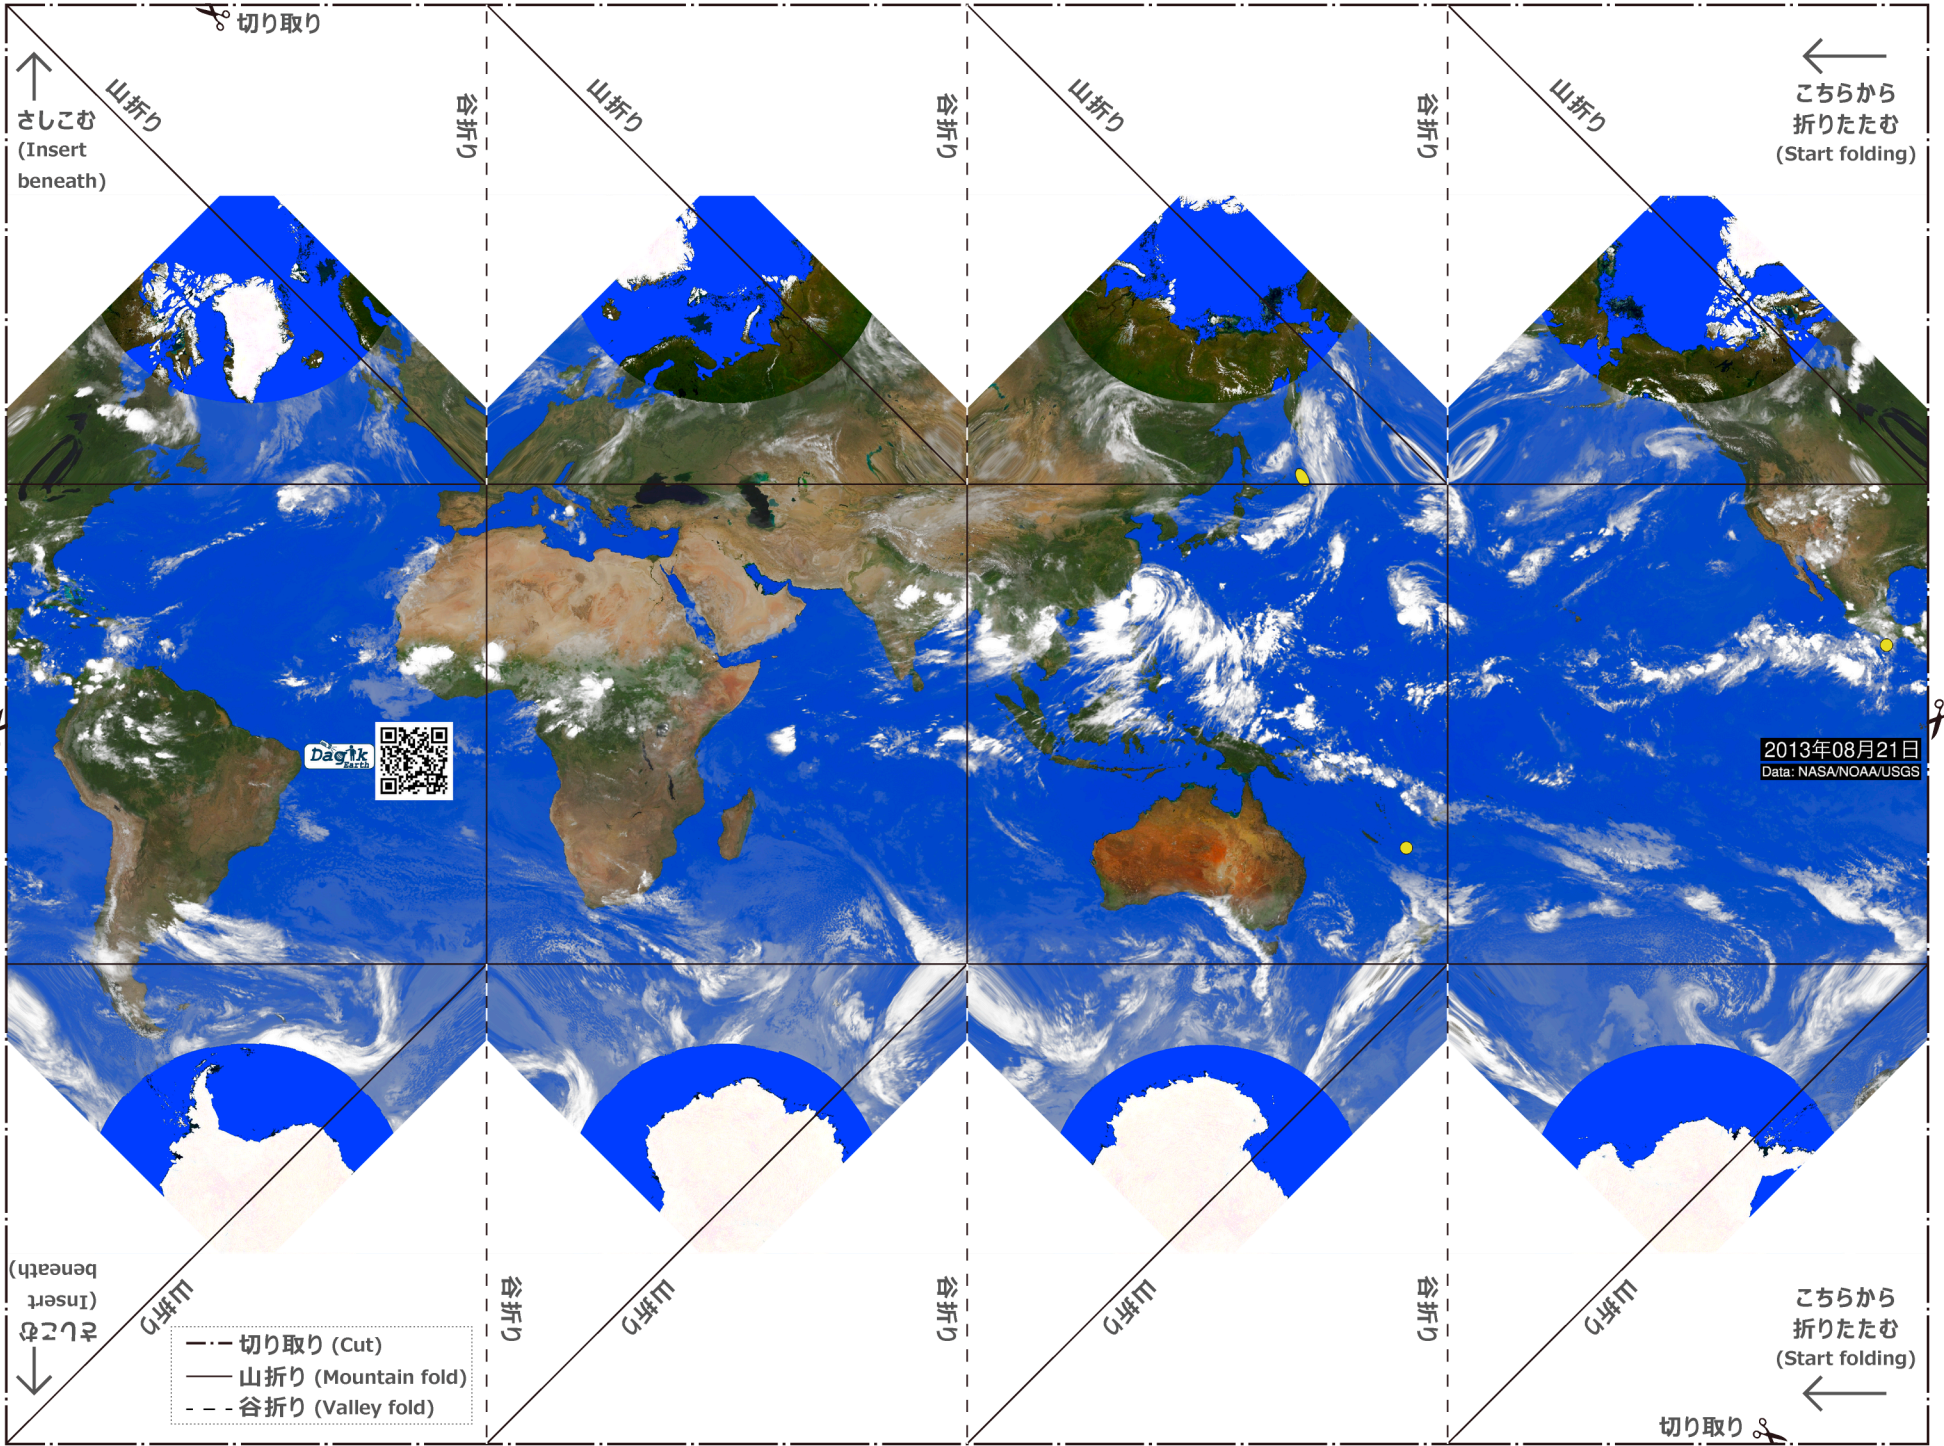 切り取り
山折り
谷折り
山折り
谷折り
山折り
谷折り
山折り
さしこむ
(Insert
beneath)
こちらから
折りたたむ
(Start folding)
Dagik
Earth
2013年08月21日
Data: NASA/NOAA/USGS
さしこむ
(Insert
beneath)
山折り
谷折り
山折り
谷折り
山折り
谷折り
山折り
こちらから
折りたたむ
(Start folding)
切り取り (Cut)
山折り (Mountain fold)
谷折り (Valley fold)
切り取り